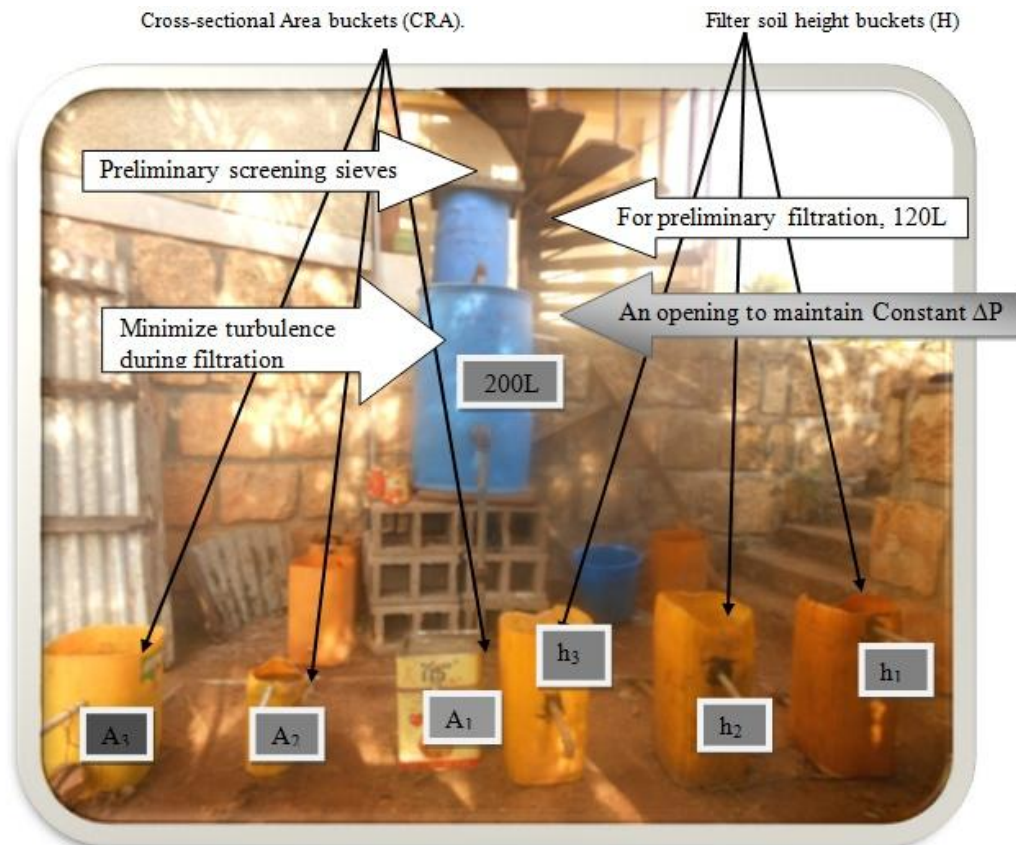 Cross-sectional Area buckets (CRA).
Filter soil height buckets (H)
Preliminary screening sieves
For preliminary filtration, 120L
An opening to maintain Constant ΔP
Minimize turbulence
during filtration
200L
h₃
h₁
A₃
A₂
A₁
h₂